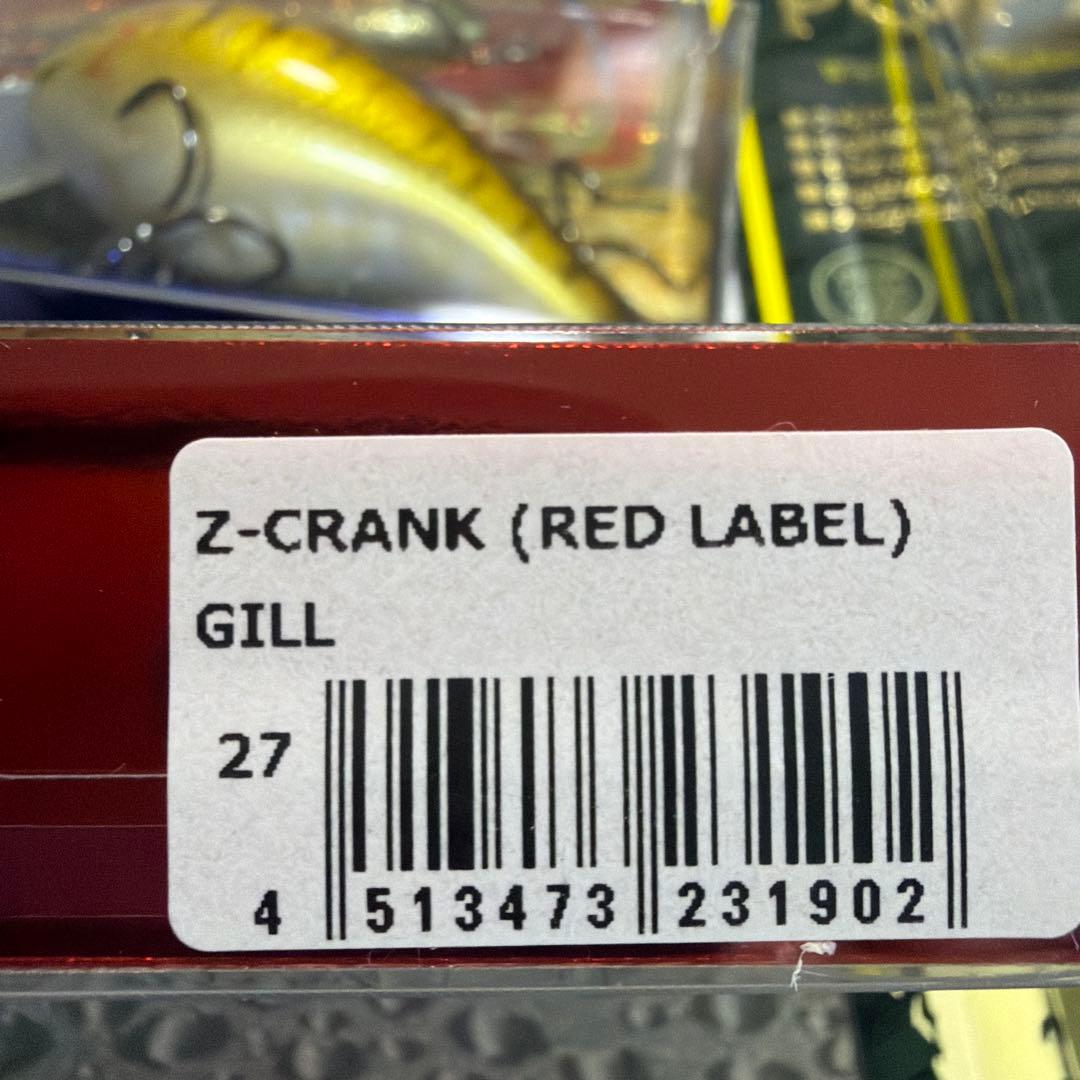 Z-CRANK (RED LABEL)
GILL
27
4 513473 231902